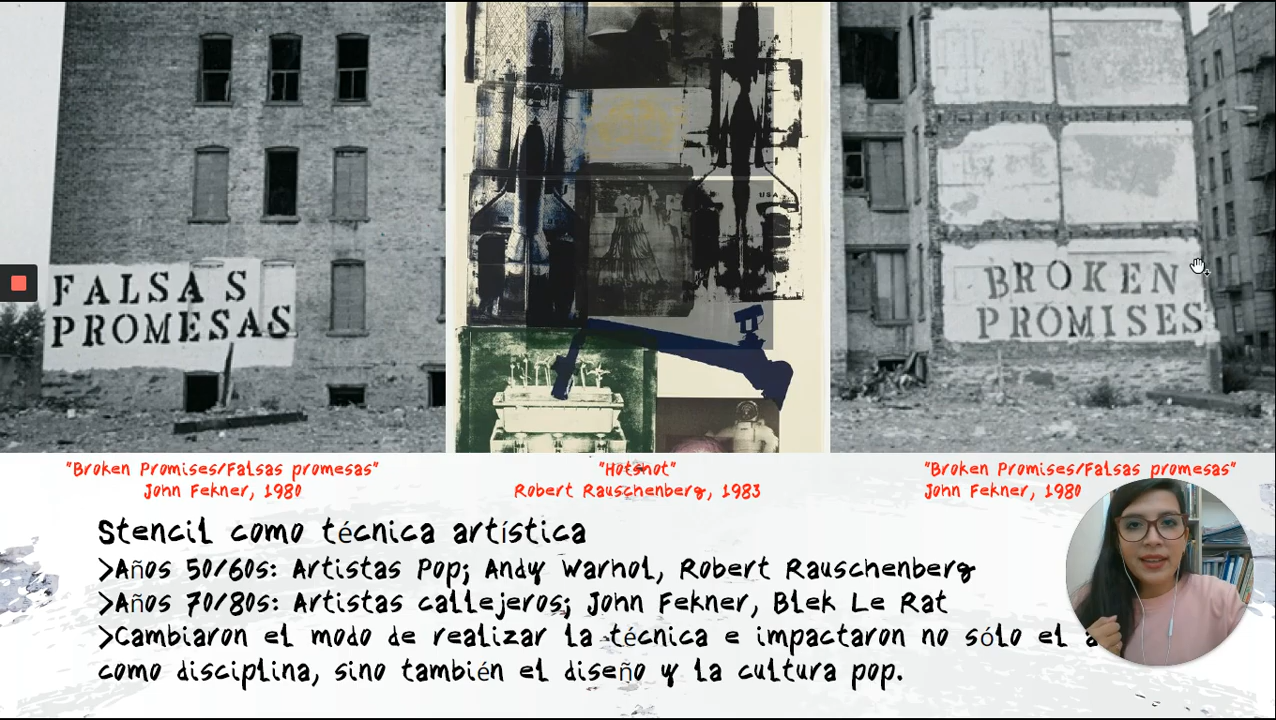 FALSAS
PROMESAS
USA
BROKEN
PROMISES
"Broken Promises/Falsas promesas"
John Fekner, 1980
"Hotshot"
Robert Rauschenberg, 1983
"Broken Promises/Falsas promesas"
John Fekner, 1980
Stencil como técnica artística
>Años 50/60s: Artistas Pop; Andy Warhol, Robert Rauschenberg
>Años 70/80s: Artistas callejeros; John Fekner, Blek Le Rat
>Cambiaron el modo de realizar la técnica e impactaron no sólo el
como disciplina, sino también el diseño y la cultura pop.